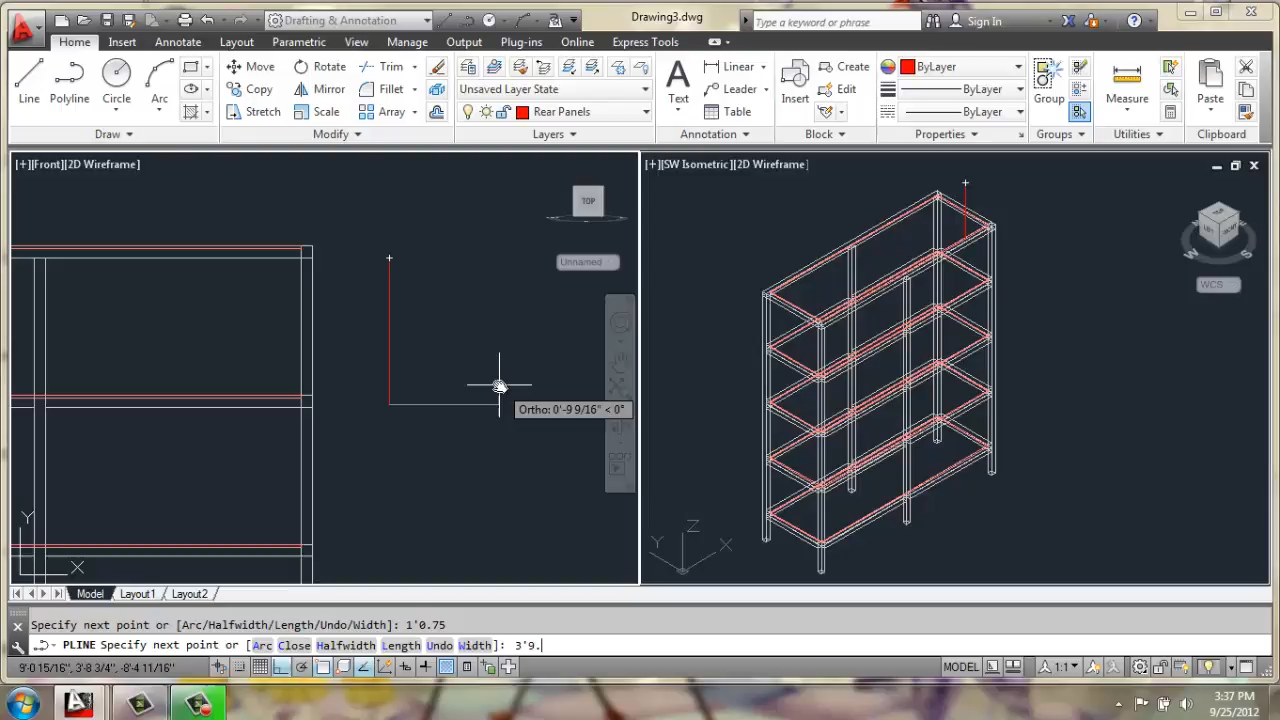 Drafting & Annotation
Drawing3.dwg
Type a keyword or phrase
Sign In
Home Insert Annotate Layout Parametric View Manage Output Plug-ins Online Express Tools
Line Polyline Circle Arc
Move Rotate Trim
Copy Mirror Fillet
Stretch Scale Array
Unsaved Layer State
Rear Panels
Text
Linear
Leader
Table
Insert
Create
Edit
ByLayer
ByLayer
ByLayer
Group
Measure
Paste
Draw Modify Layers Annotation Block Properties Groups Utilities Clipboard
[+][Front][2D Wireframe]
TOP
Unnamed
Ortho: 0'-9 9/16" < 0°
Y
X
[+][SW Isometric][2D Wireframe]
TOP
LEFT FRONT
W S
WCS
Z
Y X
Model Layout1 Layout2
Specify next point or [Arc/Halfwidth/Length/Undo/Width]: 1'0.75
PLINE Specify next point or [Arc Close Halfwidth Length Undo Width]: 3'9.
9'-0 15/16", 3'-8 3/4" , -8'-4 11/16"
MODEL
1:1
3:37 PM
9/25/2012